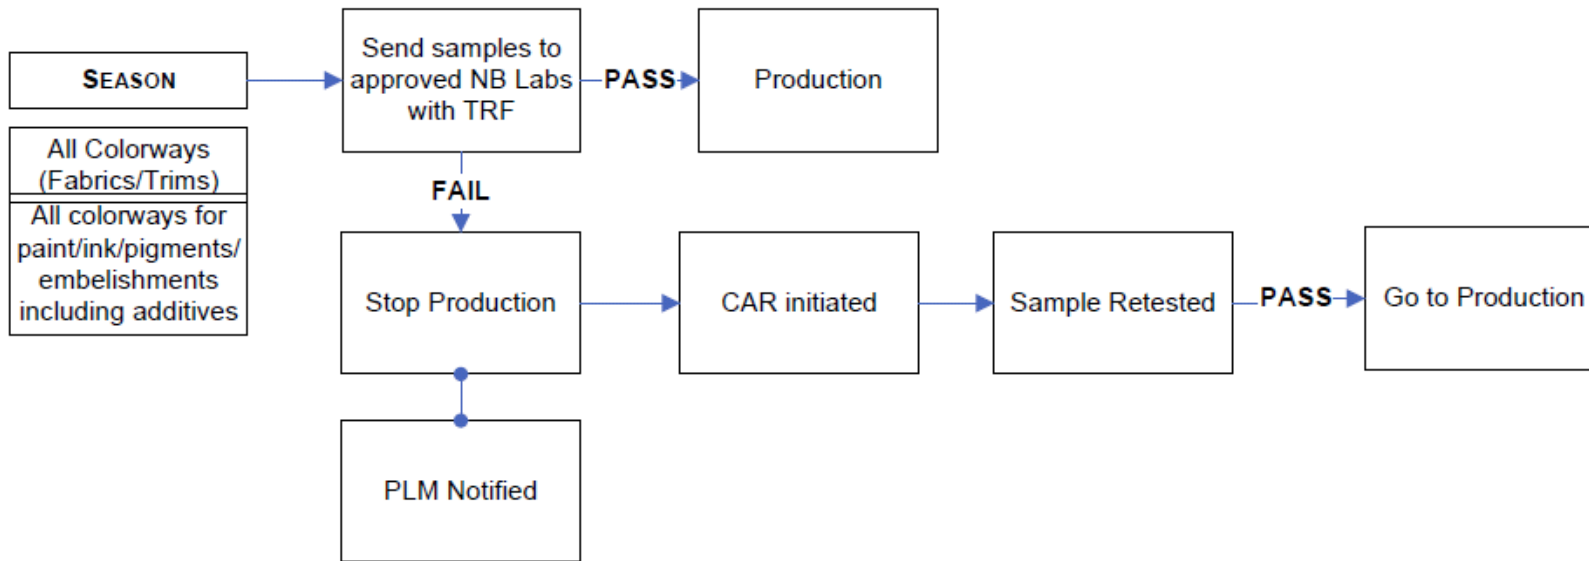 SEASON
All Colorways
(Fabrics/Trims)
All colorways for
paint/ink/pigments/
embelishments
including additives
Send samples to
approved NB Labs
with TRF
PASS
Production
FAIL
Stop Production
CAR initiated
Sample Retested
PASS
Go to Production
PLM Notified